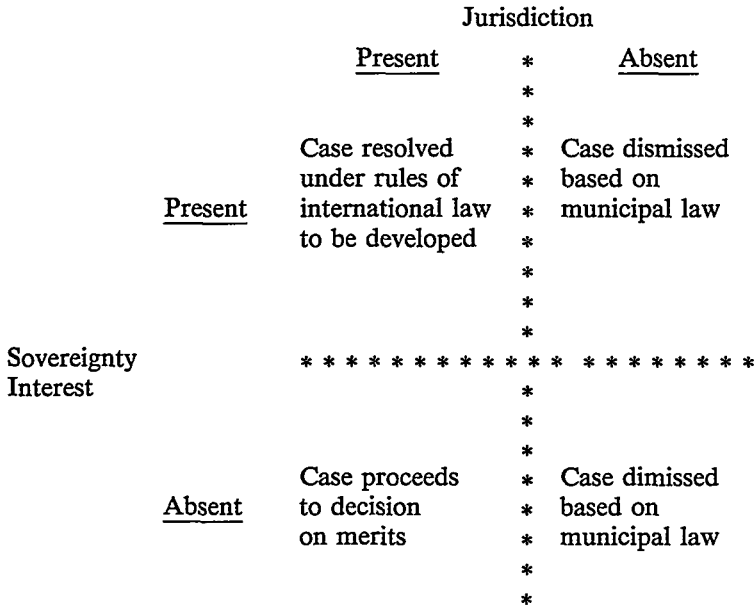 Jurisdiction
Present * Absent
*
*
Case resolved * Case dismissed
under rules of * based on
Present international law * municipal law
to be developed *
*
*
*
Sovereignty * * * * * * * * * * * * * * * * * * * *
Interest *
*
*
Case proceeds * Case dimissed
Absent to decision * based on
on merits * municipal law
*
*